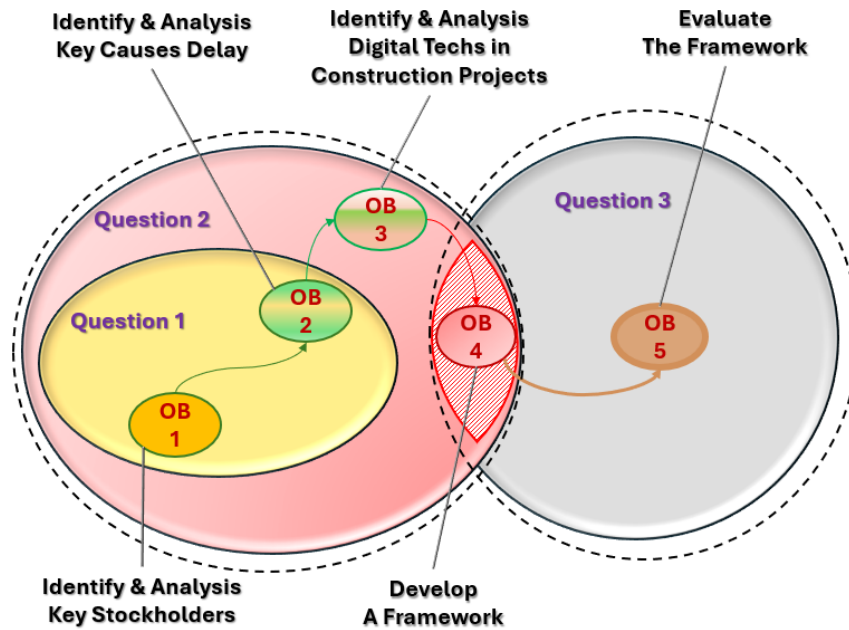 Identify & Analysis
Key Causes Delay
Identify & Analysis
Digital Techs in
Construction Projects
Evaluate
The Framework
Question 2
OB
3
Question 3
Question 1
OB
2
OB
4
OB
5
OB
1
Identify & Analysis
Key Stockholders
Develop
A Framework